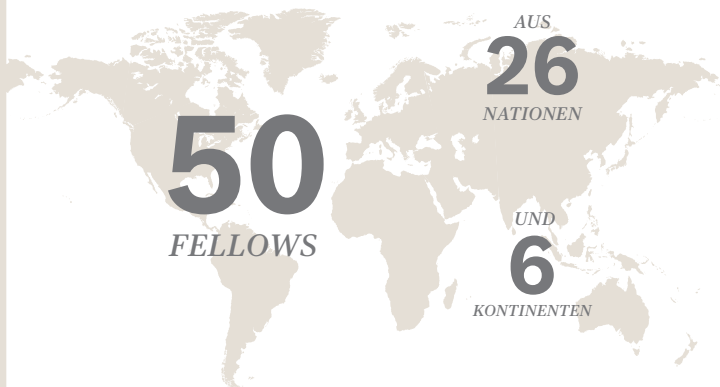 50
FELLOWS
AUS
26
NATIONEN
UND
6
KONTINENTEN